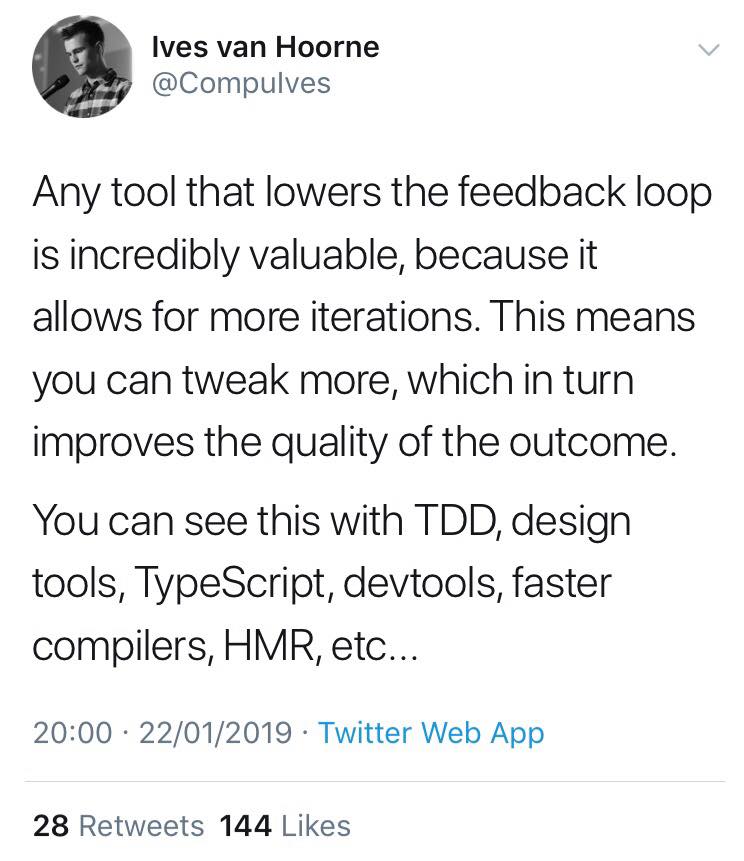 Ives van Hoorne
@CompuIves
Any tool that lowers the feedback loop
is incredibly valuable, because it
allows for more iterations. This means
you can tweak more, which in turn
improves the quality of the outcome.
You can see this with TDD, design
tools, TypeScript, devtools, faster
compilers, HMR, etc...
20:00 · 22/01/2019 · Twitter Web App
28 Retweets 144 Likes